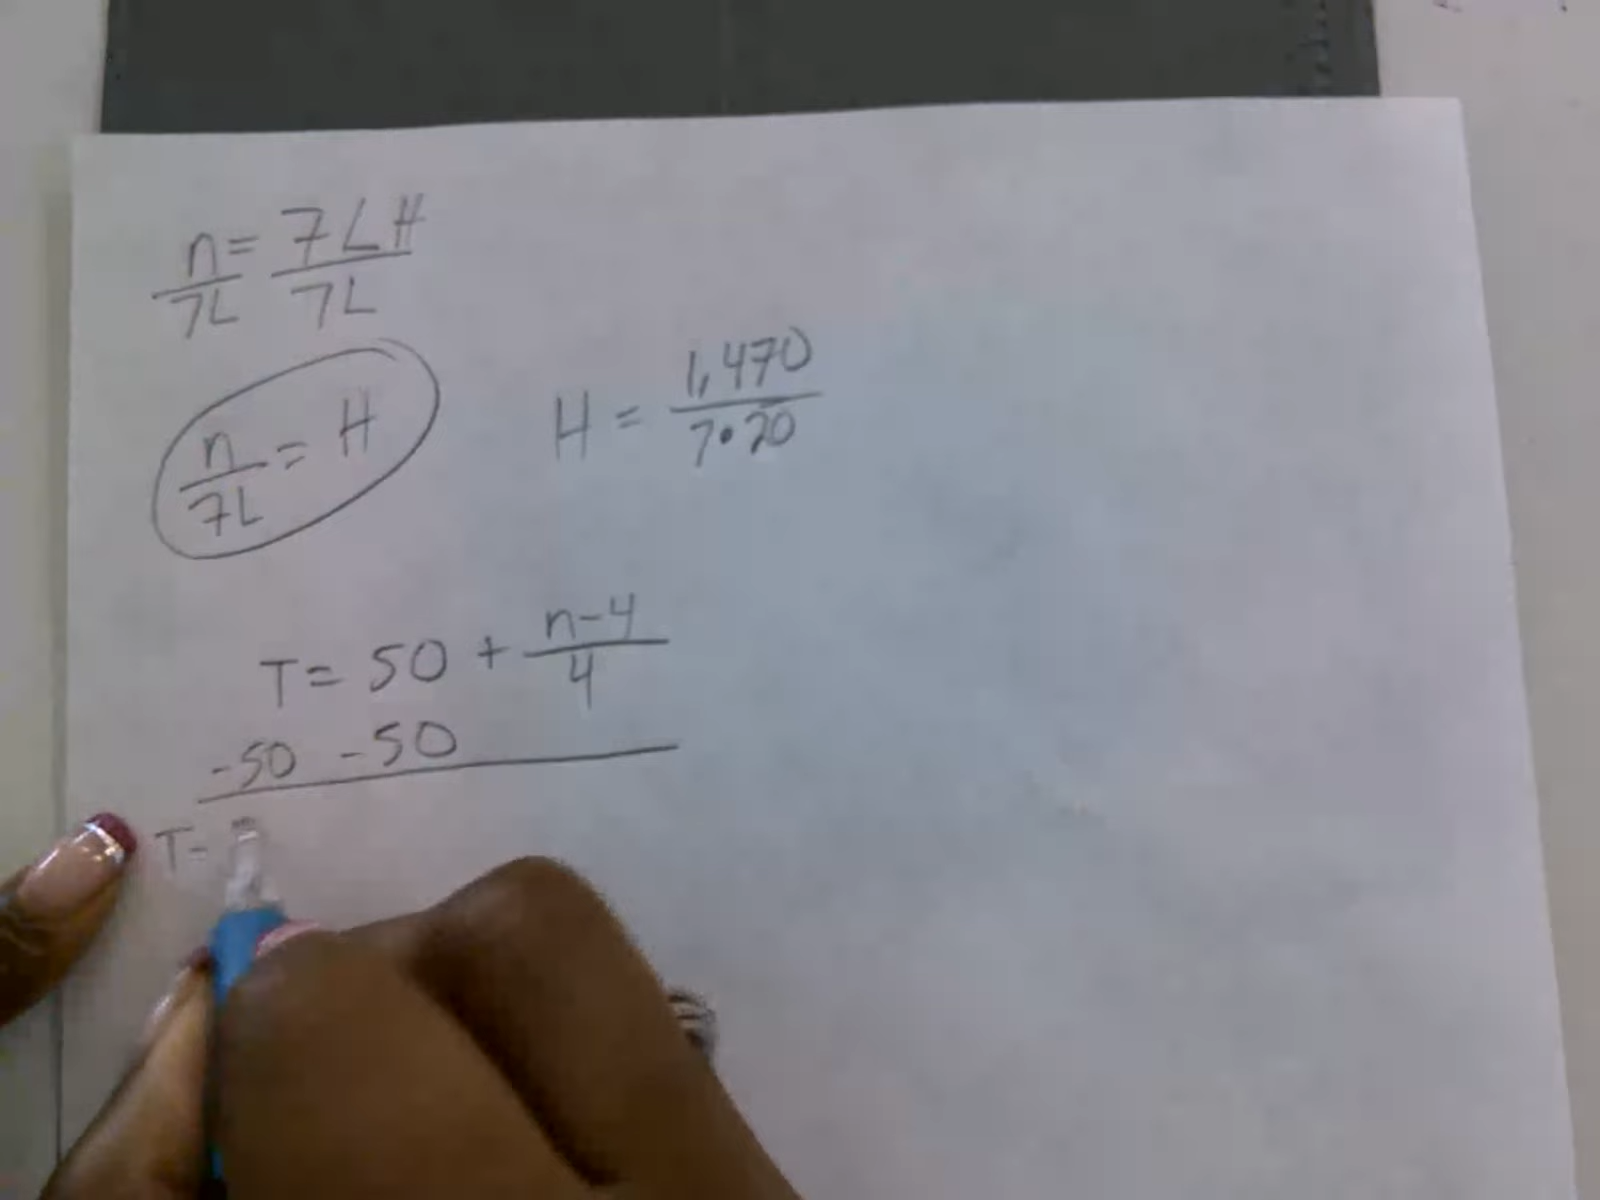 n = 7LH
7L 7L
n/7L = H
H = 1,470
7•20
T = 50 + n-4
4
-50 -50
T-